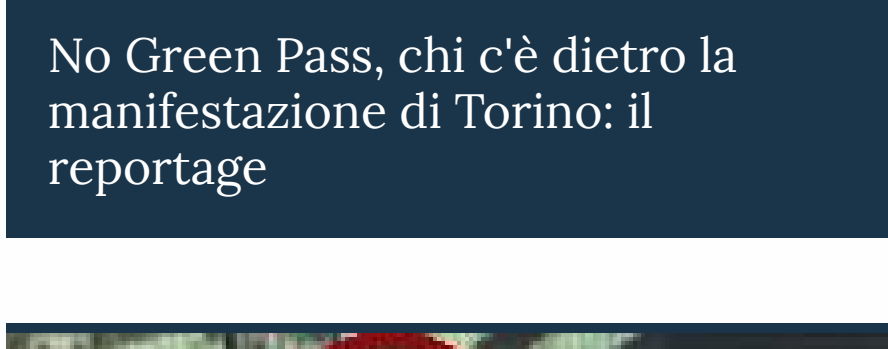 No Green Pass, chi c'è dietro la
manifestazione di Torino: il
reportage